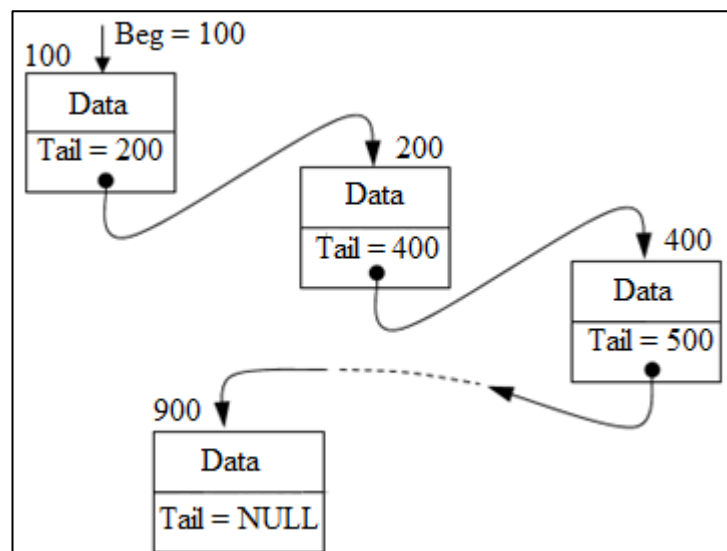 Beg = 100
100
Data
Tail = 200
200
Data
Tail = 400
400
Data
Tail = 500
900
Data
Tail = NULL